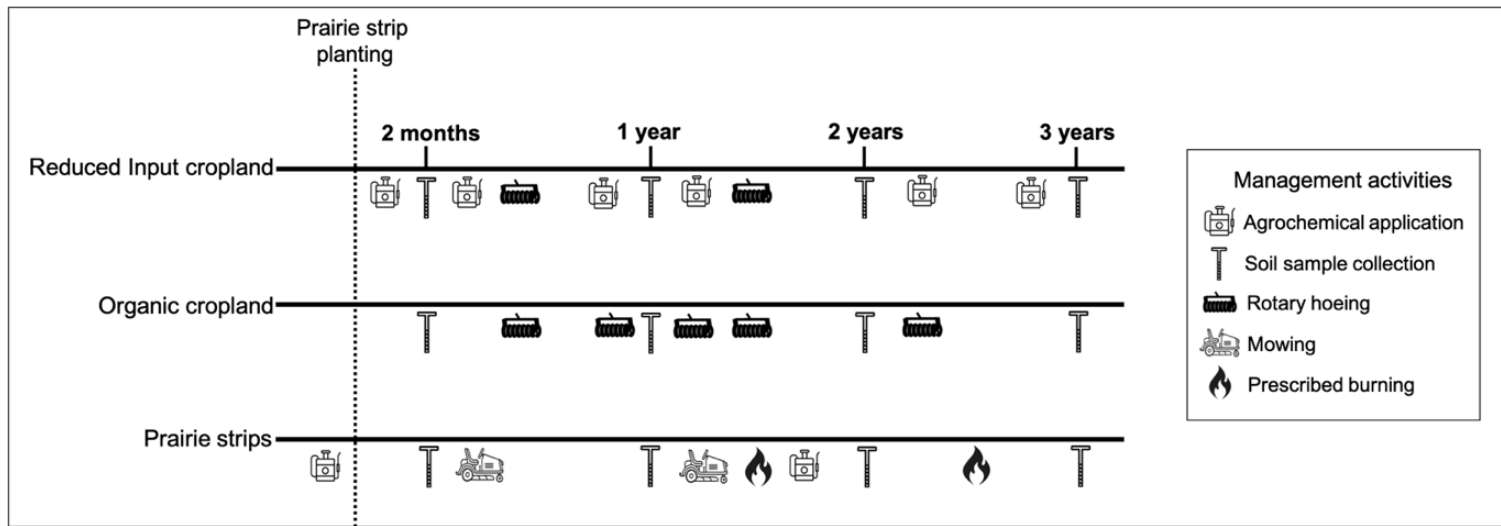 Prairie strip
planting
2 months
1 year
2 years
3 years
Reduced Input cropland
Organic cropland
Prairie strips
Management activities
Agrochemical application
Soil sample collection
Rotary hoeing
Mowing
Prescribed burning